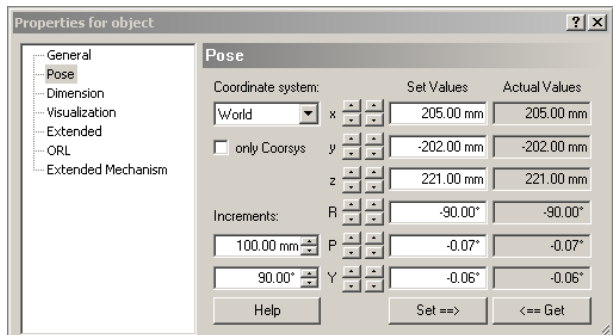 Properties for object
General
Pose
Dimension
Visualization
Extended
ORL
Extended Mechanism
Pose
Coordinate system: Set Values Actual Values
World x 205.00 mm 205.00 mm
only Coorsys y -202.00 mm -202.00 mm
z 221.00 mm 221.00 mm
Increments: R -90.00° -90.00°
100.00 mm P -0.07° -0.07°
90.00° Y -0.06° -0.06°
Help Set ==> <== Get